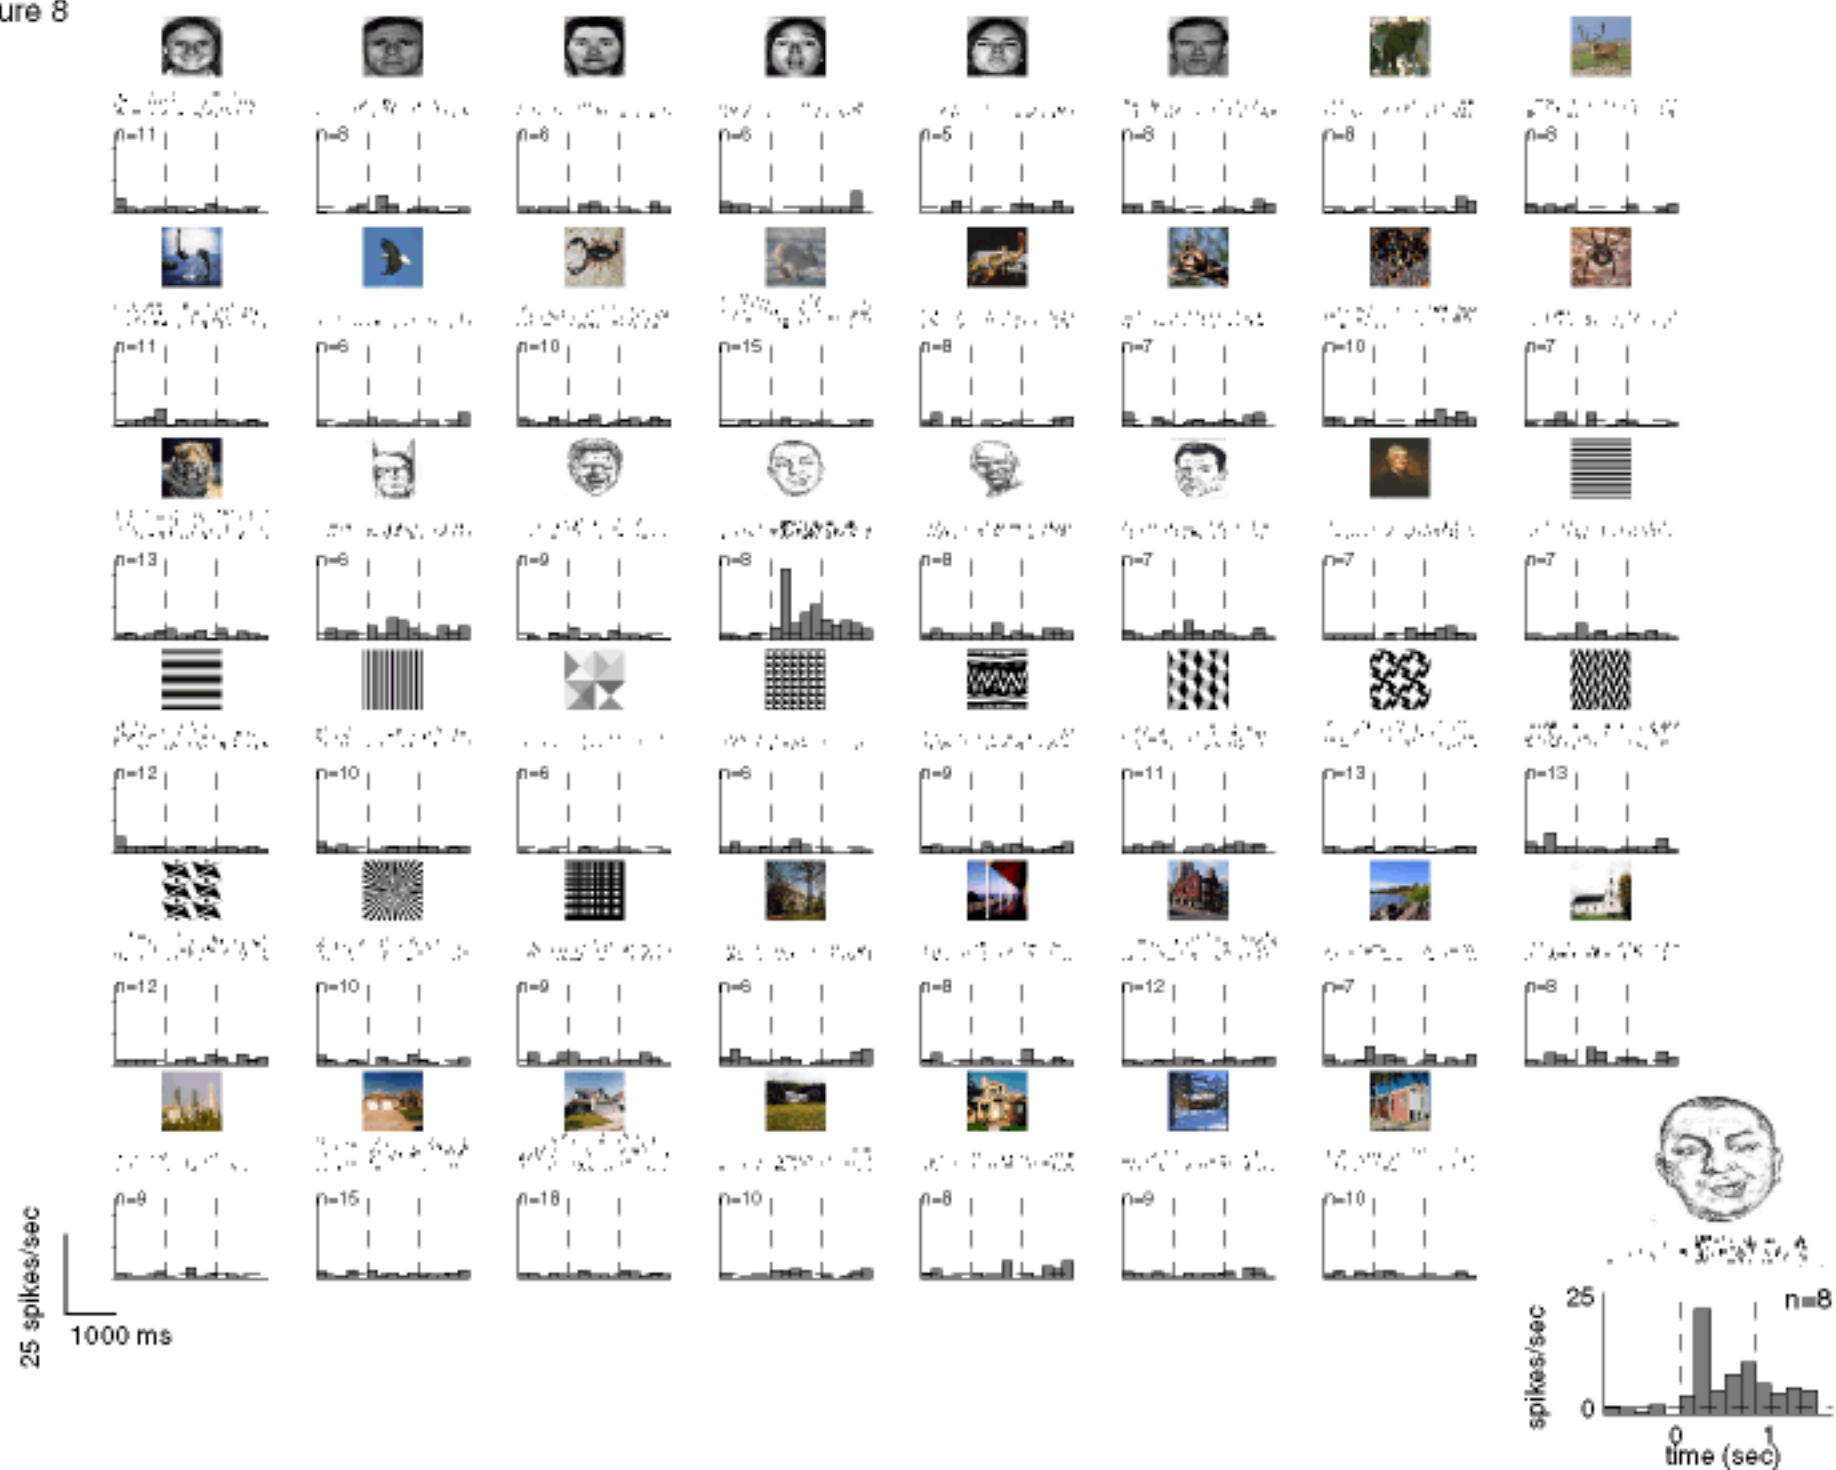 ure 8
n=11 n=8 n=6 n=6 n=5 n=8 n=8 n=8
n=11 n=6 n=10 n=15 n=8 n=7 n=10 n=7
n=13 n=6 n=9 n=8 n=8 n=7 n=7 n=7
n=12 n=10 n=6 n=6 n=9 n=11 n=13 n=13
n=12 n=10 n=9 n=6 n=8 n=12 n=7 n=8
n=9 n=15 n=18 n=10 n=8 n=9 n=10
25 spikes/sec
1000 ms
25
n=8
spikes/sec
0
0 1
time (sec)